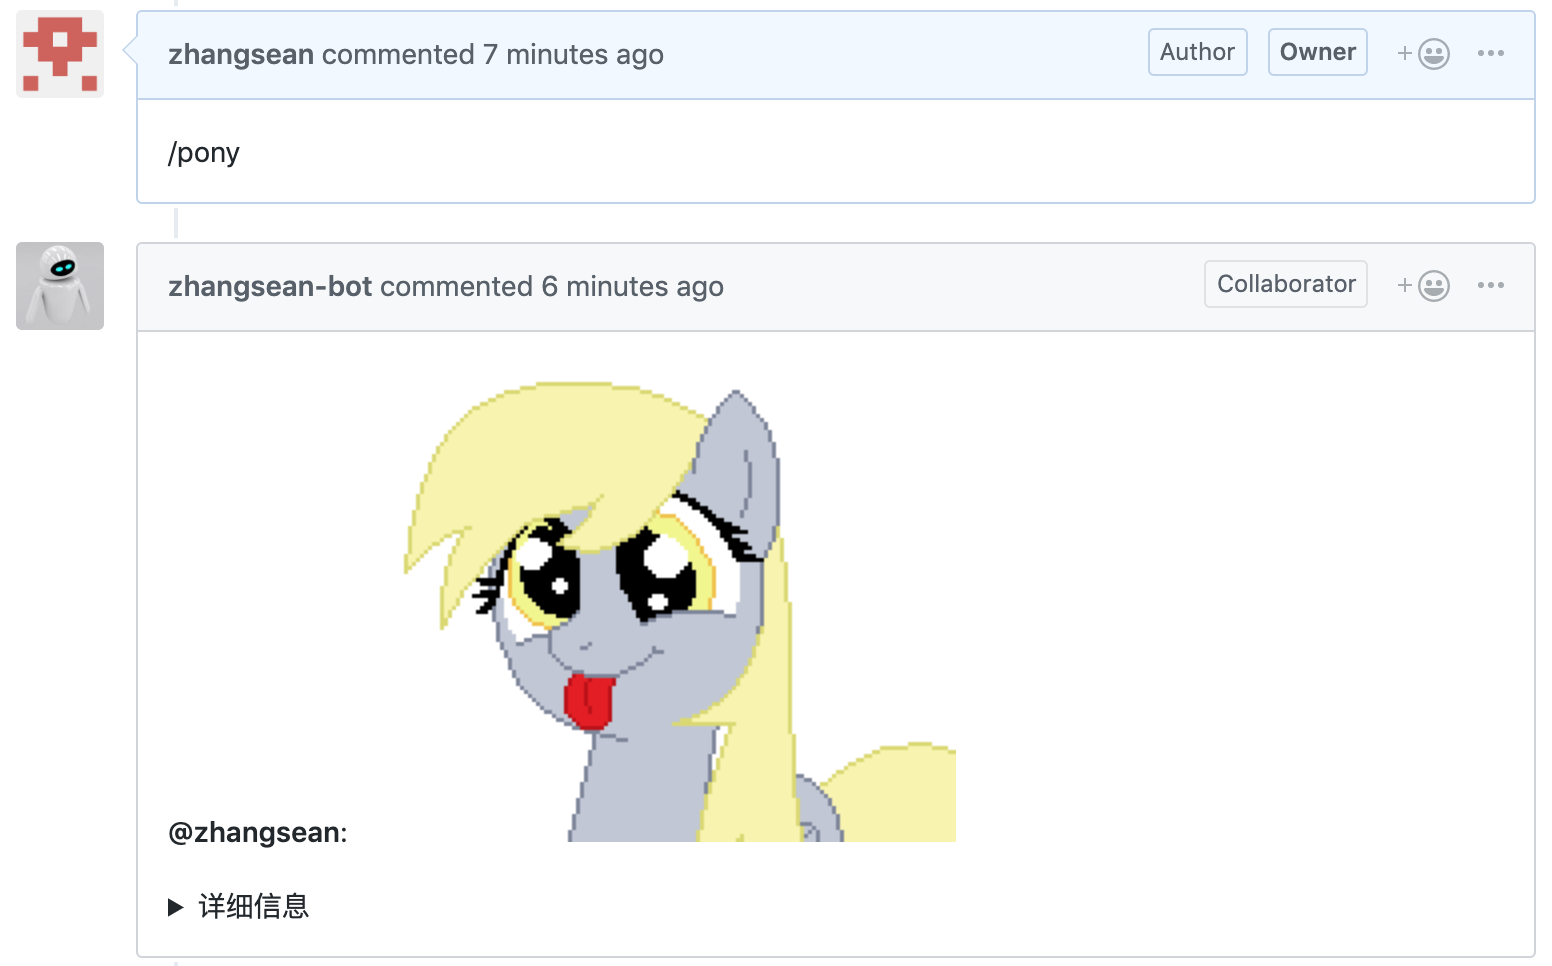 zhangsean commented 7 minutes ago Author Owner
/pony
zhangsean-bot commented 6 minutes ago Collaborator
@zhangsean:
详细信息